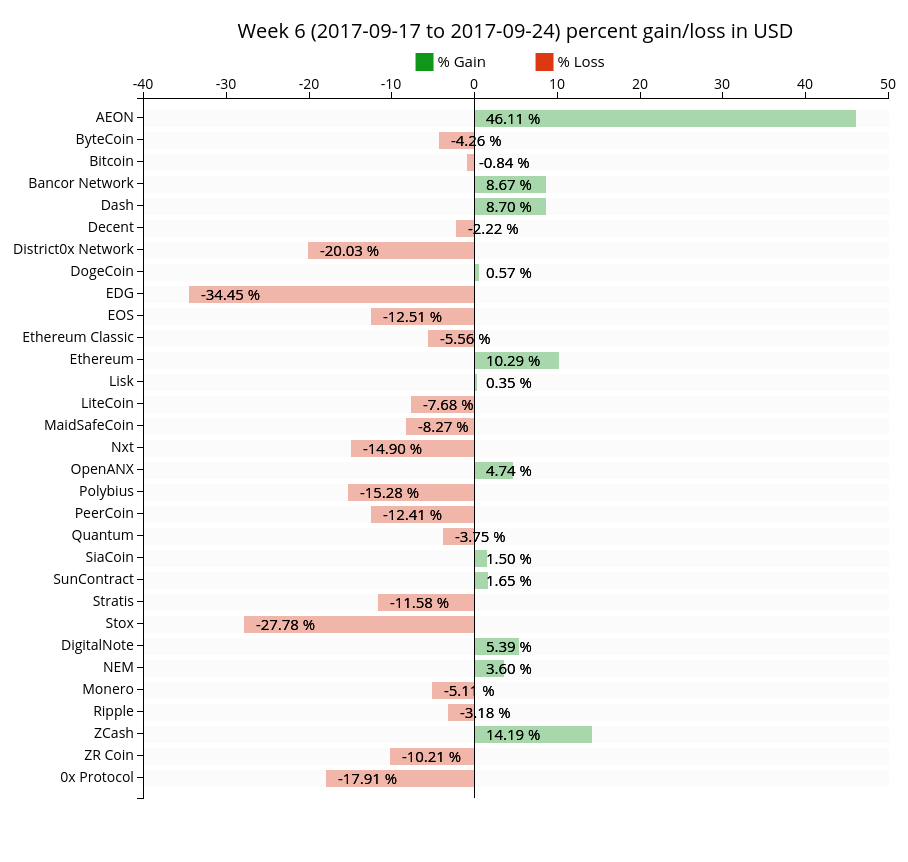 Week 6 (2017-09-17 to 2017-09-24) percent gain/loss in USD
% Gain % Loss
-40 -30 -20 -10 0 10 20 30 40 50
AEON 46.11 %
ByteCoin -4.26 %
Bitcoin -0.84 %
Bancor Network 8.67 %
Dash 8.70 %
Decent -2.22 %
District0x Network -20.03 %
DogeCoin 0.57 %
EDG -34.45 %
EOS -12.51 %
Ethereum Classic -5.56 %
Ethereum 10.29 %
Lisk 0.35 %
LiteCoin -7.68 %
MaidSafeCoin -8.27 %
Nxt -14.90 %
OpenANX 4.74 %
Polybius -15.28 %
PeerCoin -12.41 %
Quantum -3.75 %
SiaCoin 1.50 %
SunContract 1.65 %
Stratis -11.58 %
Stox -27.78 %
DigitalNote 5.39 %
NEM 3.60 %
Monero -5.11 %
Ripple -3.18 %
ZCash 14.19 %
ZR Coin -10.21 %
0x Protocol -17.91 %